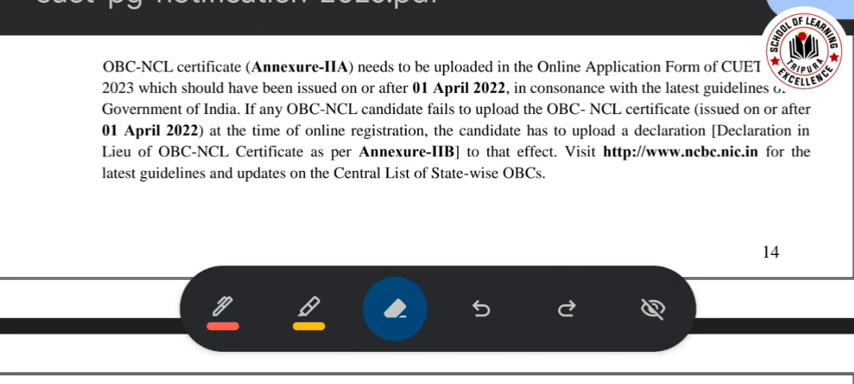 OBC-NCL certificate (Annexure-IIA) needs to be uploaded in the Online Application Form of CUET
2023 which should have been issued on or after 01 April 2022, in consonance with the latest guidelines
Government of India. If any OBC-NCL candidate fails to upload the OBC- NCL certificate (issued on or after
01 April 2022) at the time of online registration, the candidate has to upload a declaration [Declaration in
Lieu of OBC-NCL Certificate as per Annexure-IIB] to that effect. Visit http://www.ncbc.nic.in for the
latest guidelines and updates on the Central List of State-wise OBCs.
14
SCHOOL OF LEARNING
TRIPURA
EXCELLENCE